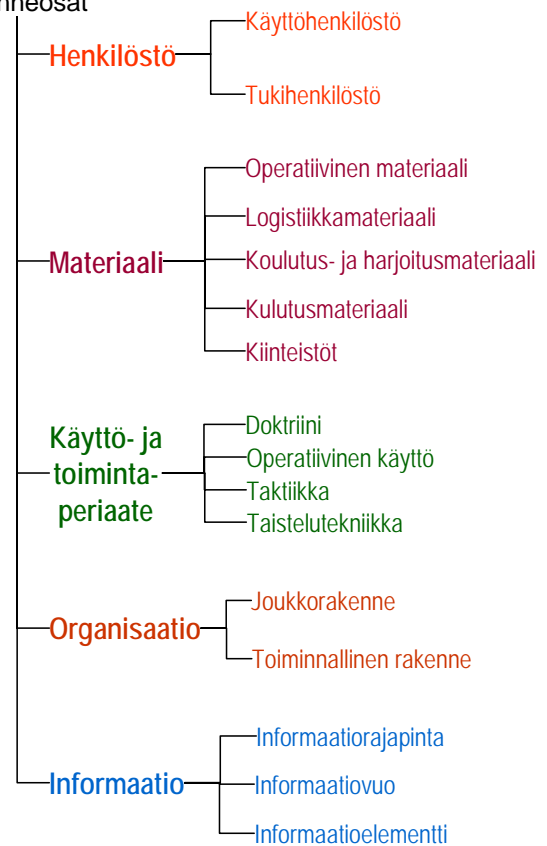 Henkilöstö
Käyttöhenkilöstö
Tukihenkilöstö
Materiaali
Operatiivinen materiaali
Logistiikkamateriaali
Koulutus- ja harjoitusmateriaali
Kulutusmateriaali
Kiinteistöt
Käyttö- ja
toiminta-
periaate
Doktriini
Operatiivinen käyttö
Taktiikka
Taistelutekniikka
Organisaatio
Joukkorakenne
Toiminnallinen rakenne
Informaatio
Informaatiorajapinta
Informaatiovuo
Informaatioelementti